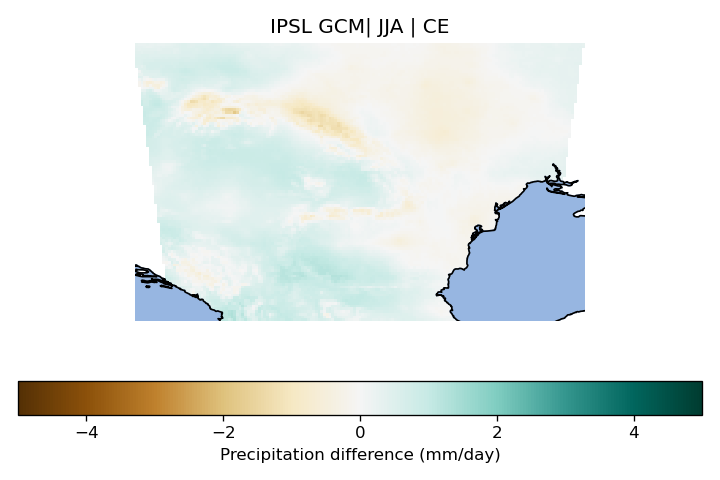 IPSL GCM| JJA | CE
−4 −2 0 2 4
Precipitation difference (mm/day)